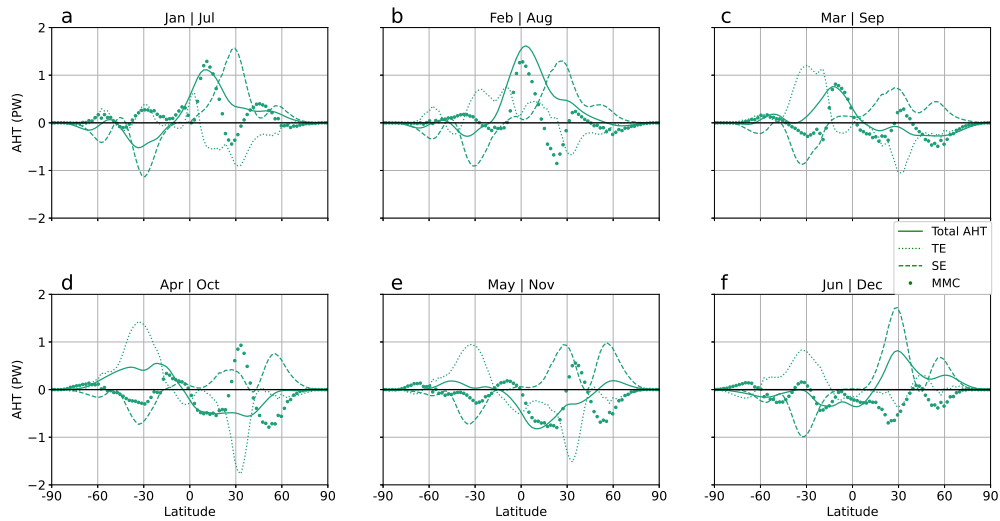 a
Jan | Jul
b
Feb | Aug
c
Mar | Sep
2
1
0
−1
−2
AHT (PW)
Total AHT
TE
SE
MMC
d
Apr | Oct
e
May | Nov
f
Jun | Dec
2
1
0
−1
−2
AHT (PW)
-90 -60 -30 0 30 60 90
-90 -60 -30 0 30 60 90
-90 -60 -30 0 30 60 90
Latitude
Latitude
Latitude